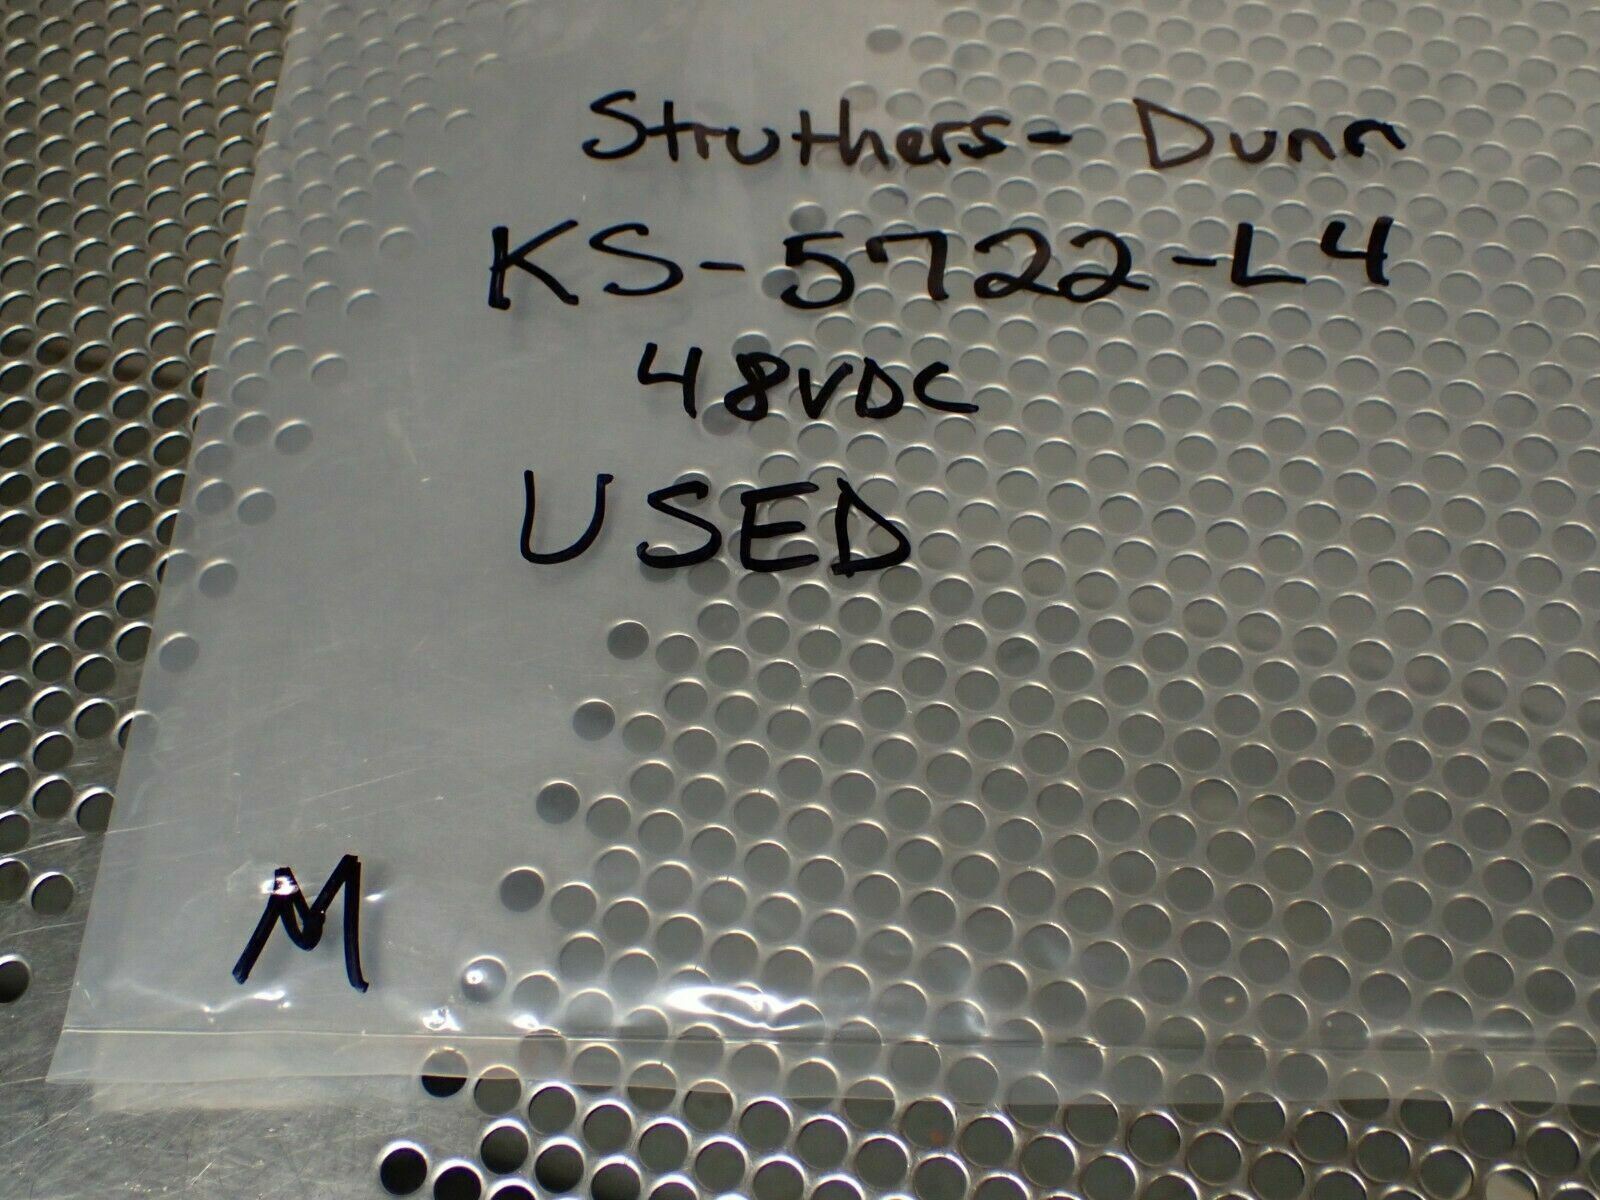 Struthers-Dunn
KS-5722-L4
48VDC
USED
M